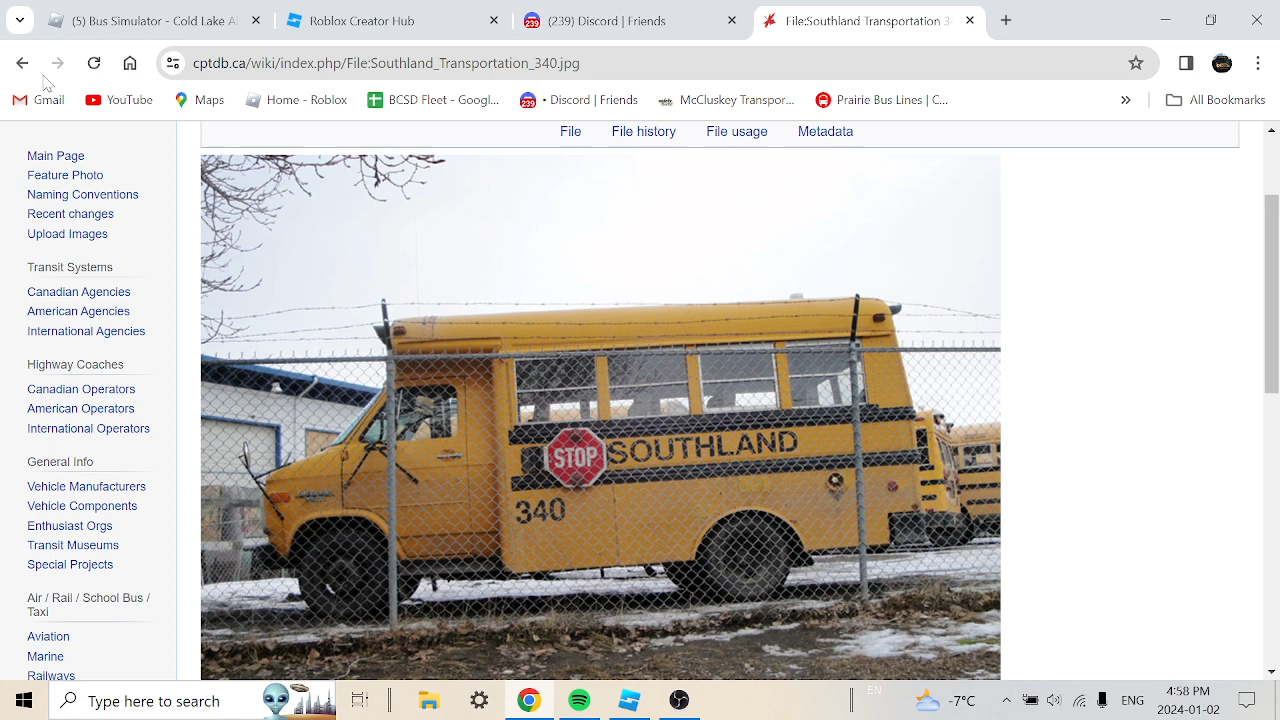 (5) Bus Simulator - Cold Lake A
Roblox - Creator Hub
(239) Discord | Friends
File:Southland Transportation 34
cptdb.ca/wiki/index.php/File:Southland_Transportation_340.jpg
Gmail
YouTube
Maps
Home - Roblox
BCSD Fleet - Googl...
239
• Discord | Friends
McCluskey Transpor...
Prairie Bus Lines | C...
»
All Bookmarks
File
File history
File usage
Metadata
Main Page
Feature Photo
Naming Conventions
Recent changes
Upload Images
Transit Systems
Canadian Agencies
American Agencies
International Agencies
Highway Coaches
Canadian Operators
American Operators
International Operators
General Info
Vehicle Manufacturers
Vehicle Components
Enthusiast Orgs
Transit Museums
Special Projects
Air / Rail / School Bus /
Taxi
Aviation
Marine
Railways
STOP
SOUTHLAND
340
Type here to search
EN
-7°C
ENG
4:58 PM
2024-01-02